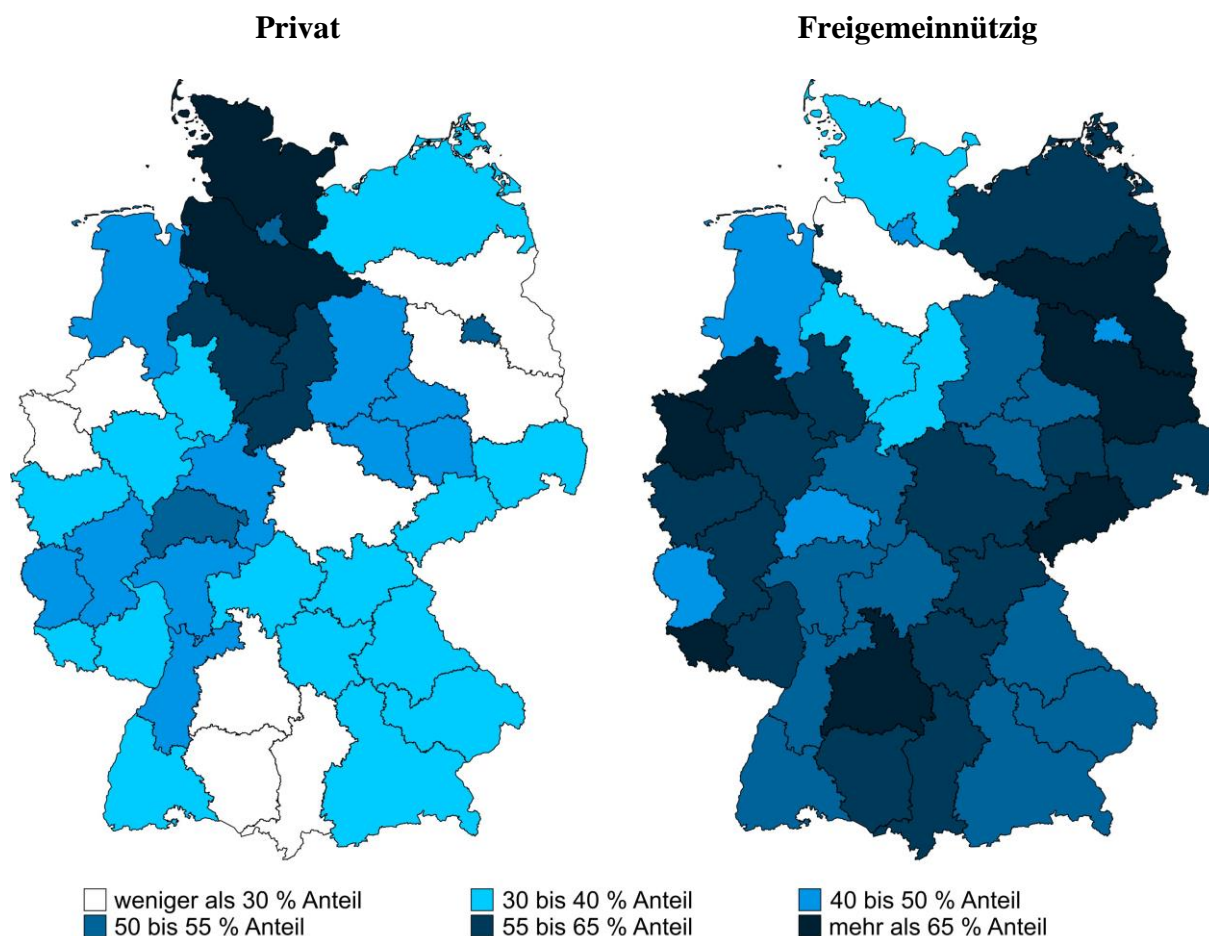 Privat Freigemeinnützig
weniger als 30 % Anteil 30 bis 40 % Anteil 40 bis 50 % Anteil
50 bis 55 % Anteil 55 bis 65 % Anteil mehr als 65 % Anteil